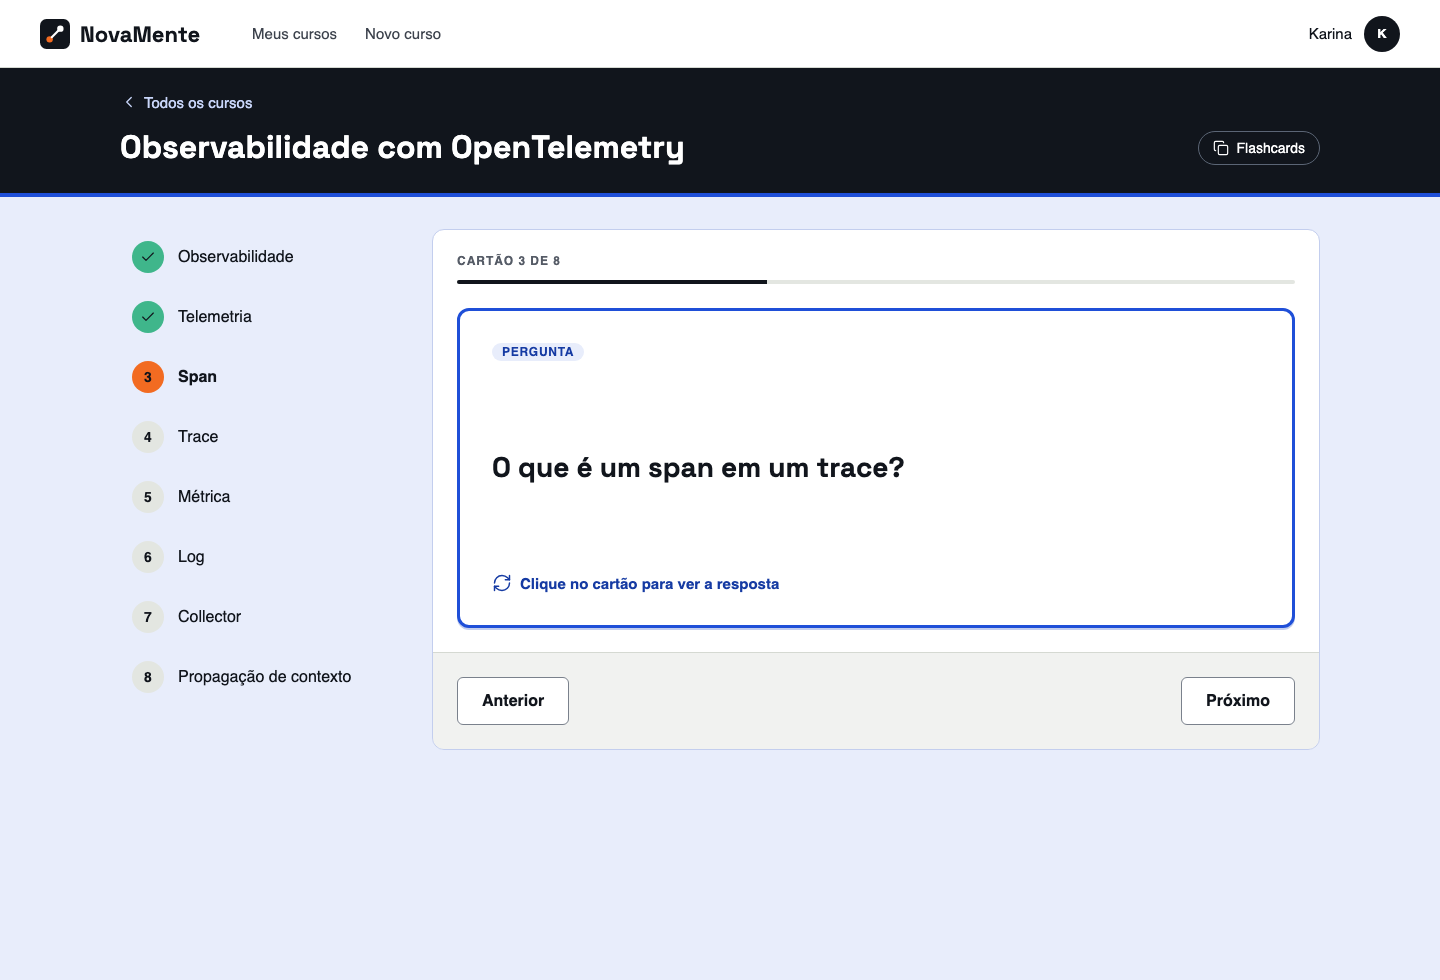 NovaMente
Meus cursos
Novo curso
Karina
K
Todos os cursos
Observabilidade com OpenTelemetry
Flashcards
Observabilidade
Telemetria
3 Span
4 Trace
5 Métrica
6 Log
7 Collector
8 Propagação de contexto
CARTÃO 3 DE 8
PERGUNTA
O que é um span em um trace?
Clique no cartão para ver a resposta
Anterior
Próximo